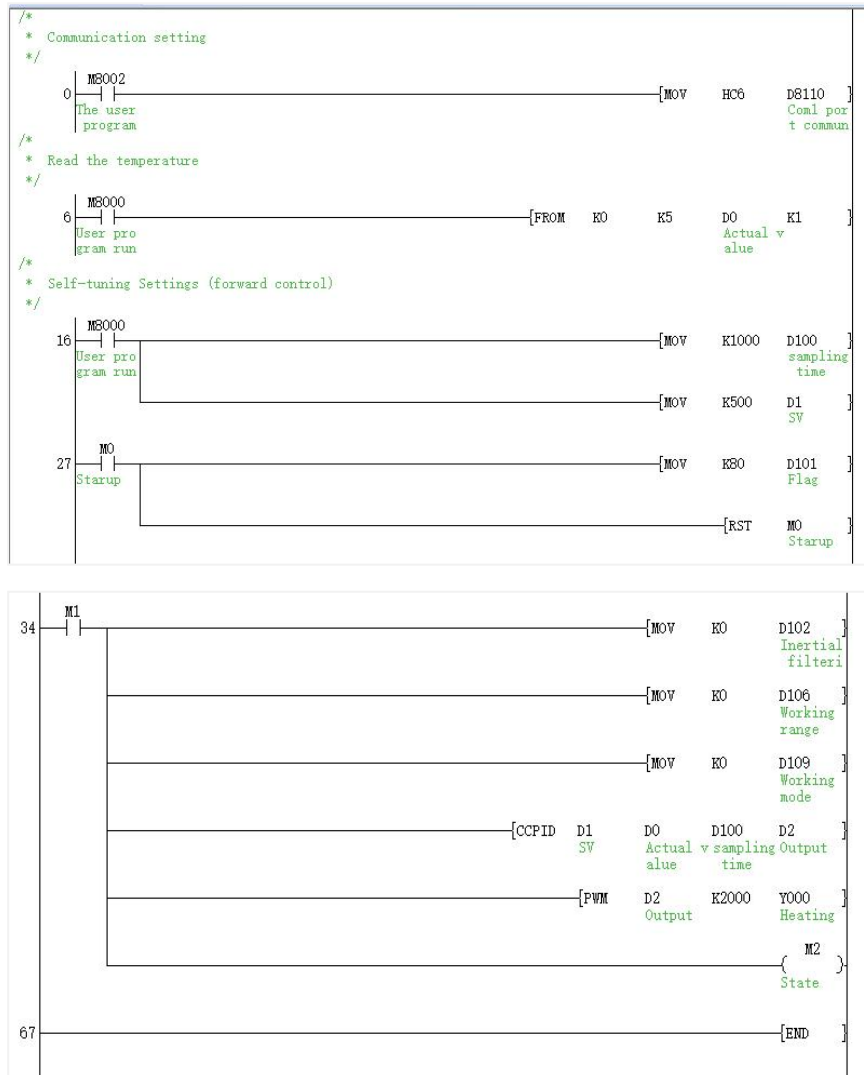 /*
* Communication setting
*/
M8002
0 [MOV HC6 D8110 ]
The user Com1 por
program t commun
/*
* Read the temperature
*/
M8000
6 [FROM K0 K5 D0 K1 ]
User pro Actual v
gram run alue
/*
* Self-tuning Settings (forward control)
*/
M8000
16 [MOV K1000 D100 ]
User pro sampling
gram run time
[MOV K500 D1 ]
SV
M0
27 [MOV K80 D101 ]
Starup Flag
[RST M0 ]
Starup
M1
34 [MOV K0 D102 ]
Inertial
filteri
[MOV K0 D106 ]
Working
range
[MOV K0 D109 ]
Working
mode
[CCPID D1 D0 D100 D2 ]
SV Actual v sampling Output
alue time
[PWM D2 K2000 Y000 ]
Output Heating
M2
( )
State
67 [END ]